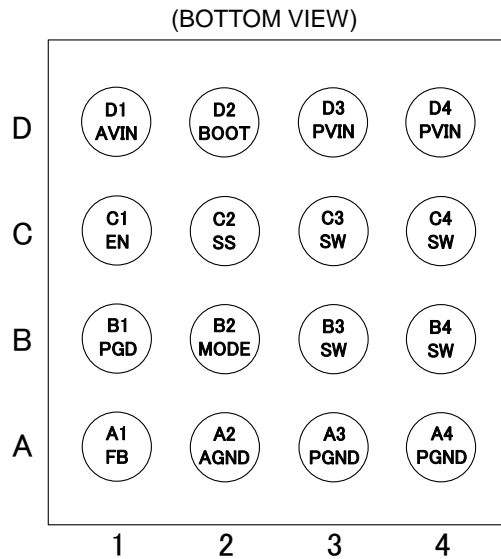 (BOTTOM VIEW)
D
D1 AVIN
D2 BOOT
D3 PVIN
D4 PVIN
C
C1 EN
C2 SS
C3 SW
C4 SW
B
B1 PGD
B2 MODE
B3 SW
B4 SW
A
A1 FB
A2 AGND
A3 PGND
A4 PGND
1 2 3 4